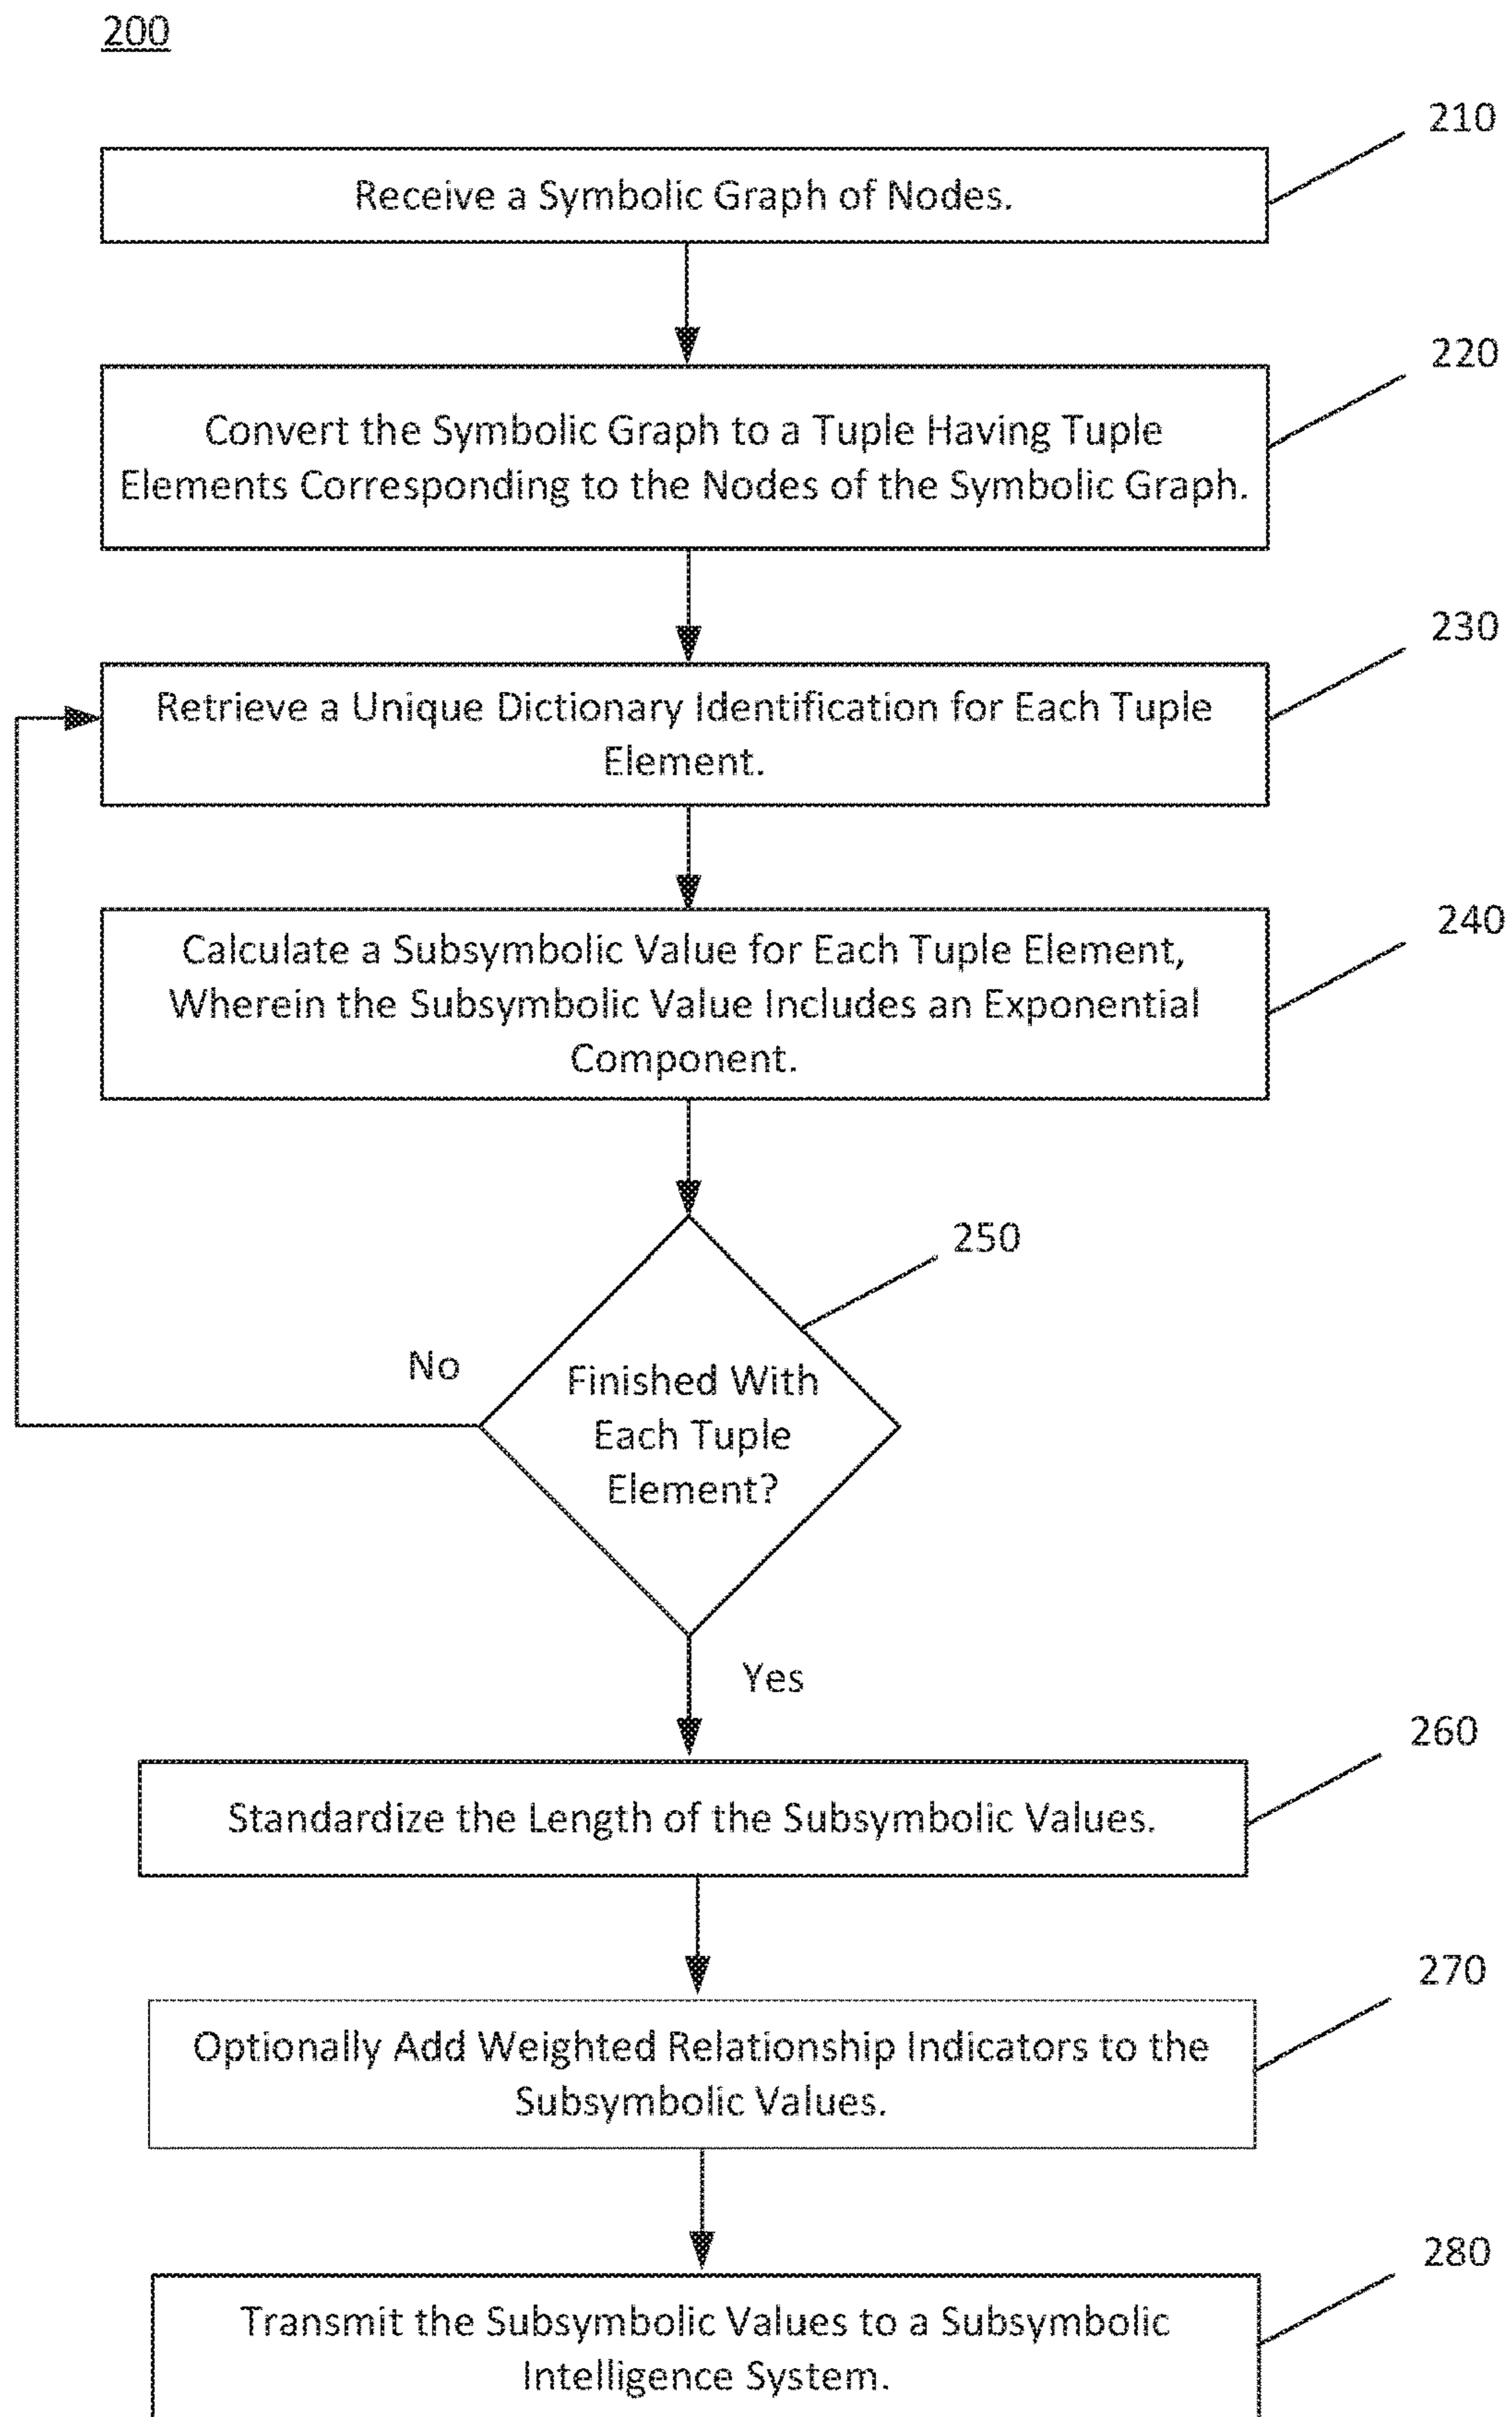 200
210
Receive a Symbolic Graph of Nodes.
220
Convert the Symbolic Graph to a Tuple Having Tuple
Elements Corresponding to the Nodes of the Symbolic Graph.
230
Retrieve a Unique Dictionary Identification for Each Tuple
Element.
240
Calculate a Subsymbolic Value for Each Tuple Element,
Wherein the Subsymbolic Value Includes an Exponential
Component.
250
No
Finished With
Each Tuple
Element?
Yes
260
Standardize the Length of the Subsymbolic Values.
270
Optionally Add Weighted Relationship Indicators to the
Subsymbolic Values.
280
Transmit the Subsymbolic Values to a Subsymbolic
Intelligence System.